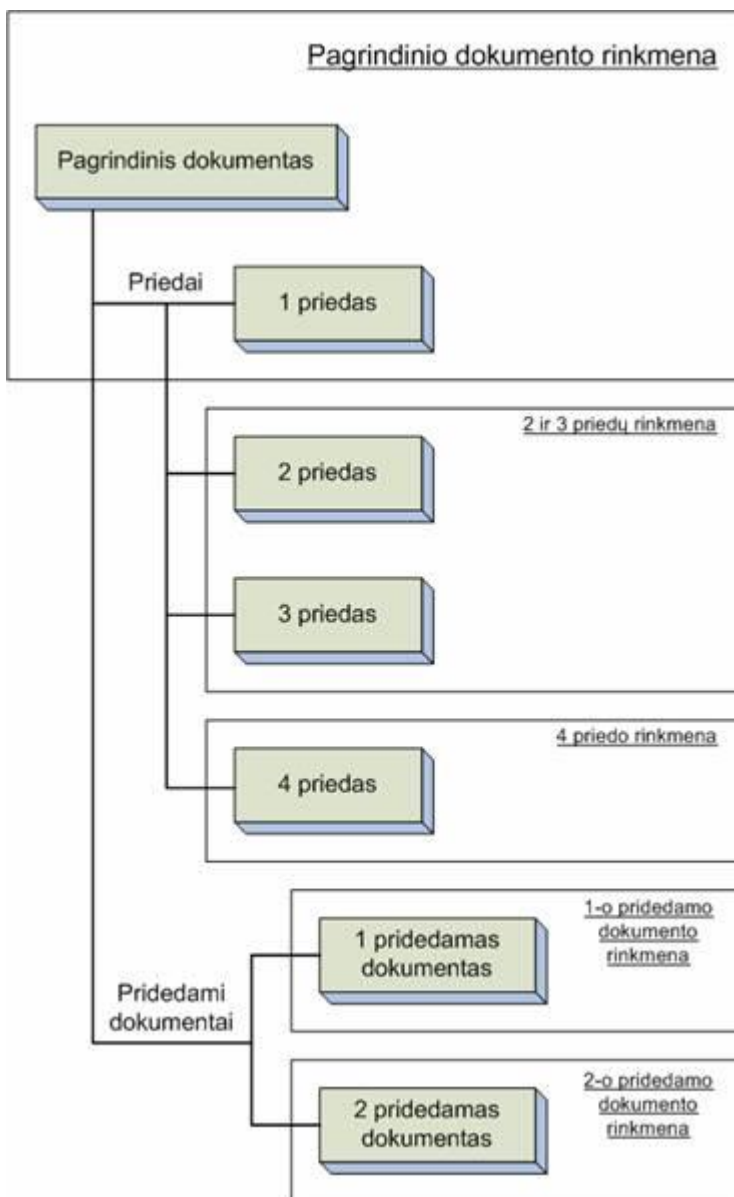 Pagrindinio dokumento rinkmena
Pagrindinis dokumentas
Priedai
1 priedas
2 ir 3 priedų rinkmena
2 priedas
3 priedas
4 priedo rinkmena
4 priedas
1-o pridedamo
dokumento
rinkmena
1 pridedamas
dokumentas
Pridedami
dokumentai
2-o pridedamo
dokumento
rinkmena
2 pridedamas
dokumentas